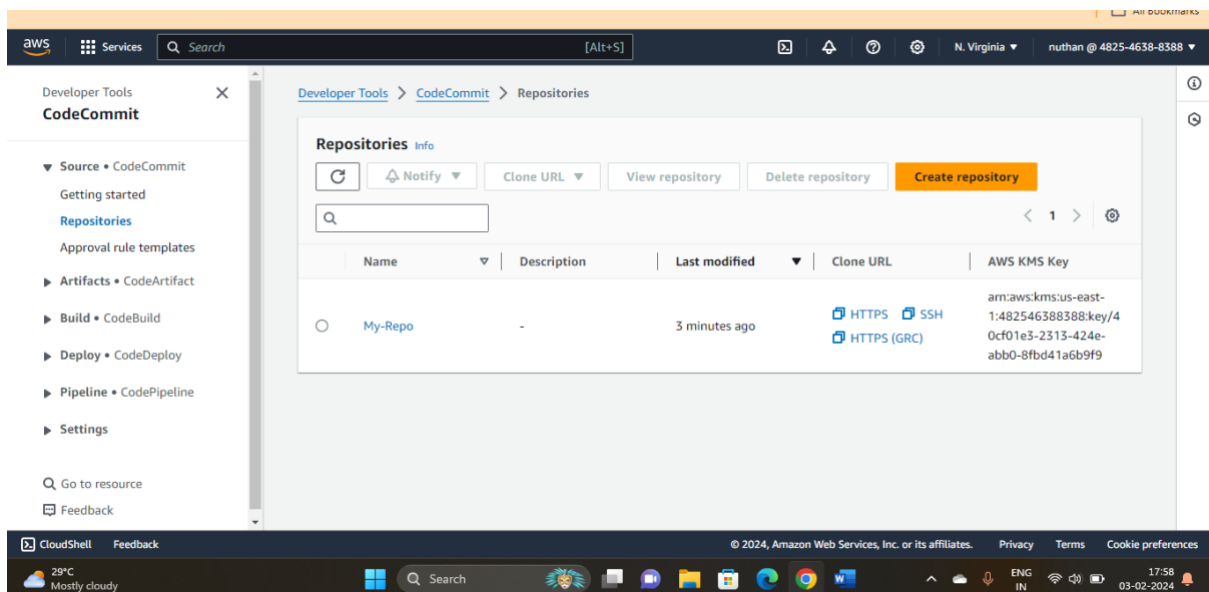 All Bookmarks
aws Services Search [Alt+S] N. Virginia ▼ nuthan @ 4825-4638-8388 ▼
Developer Tools
CodeCommit
▼ Source • CodeCommit
Getting started
Repositories
Approval rule templates
▶ Artifacts • CodeArtifact
▶ Build • CodeBuild
▶ Deploy • CodeDeploy
▶ Pipeline • CodePipeline
▶ Settings
Go to resource
Feedback
Developer Tools > CodeCommit > Repositories
Repositories Info
Notify ▼ Clone URL ▼ View repository Delete repository Create repository
< 1 >
Name Description Last modified ▼ Clone URL AWS KMS Key
My-Repo - 3 minutes ago HTTPS SSH
HTTPS (GRC)
arn:aws:kms:us-east-
1:482546388388:key/4
0cf01e3-2313-424e-
abb0-8fbd41a6b9f9
CloudShell Feedback © 2024, Amazon Web Services, Inc. or its affiliates. Privacy Terms Cookie preferences
29°C
Mostly cloudy
Search
ENG
IN
17:58
03-02-2024